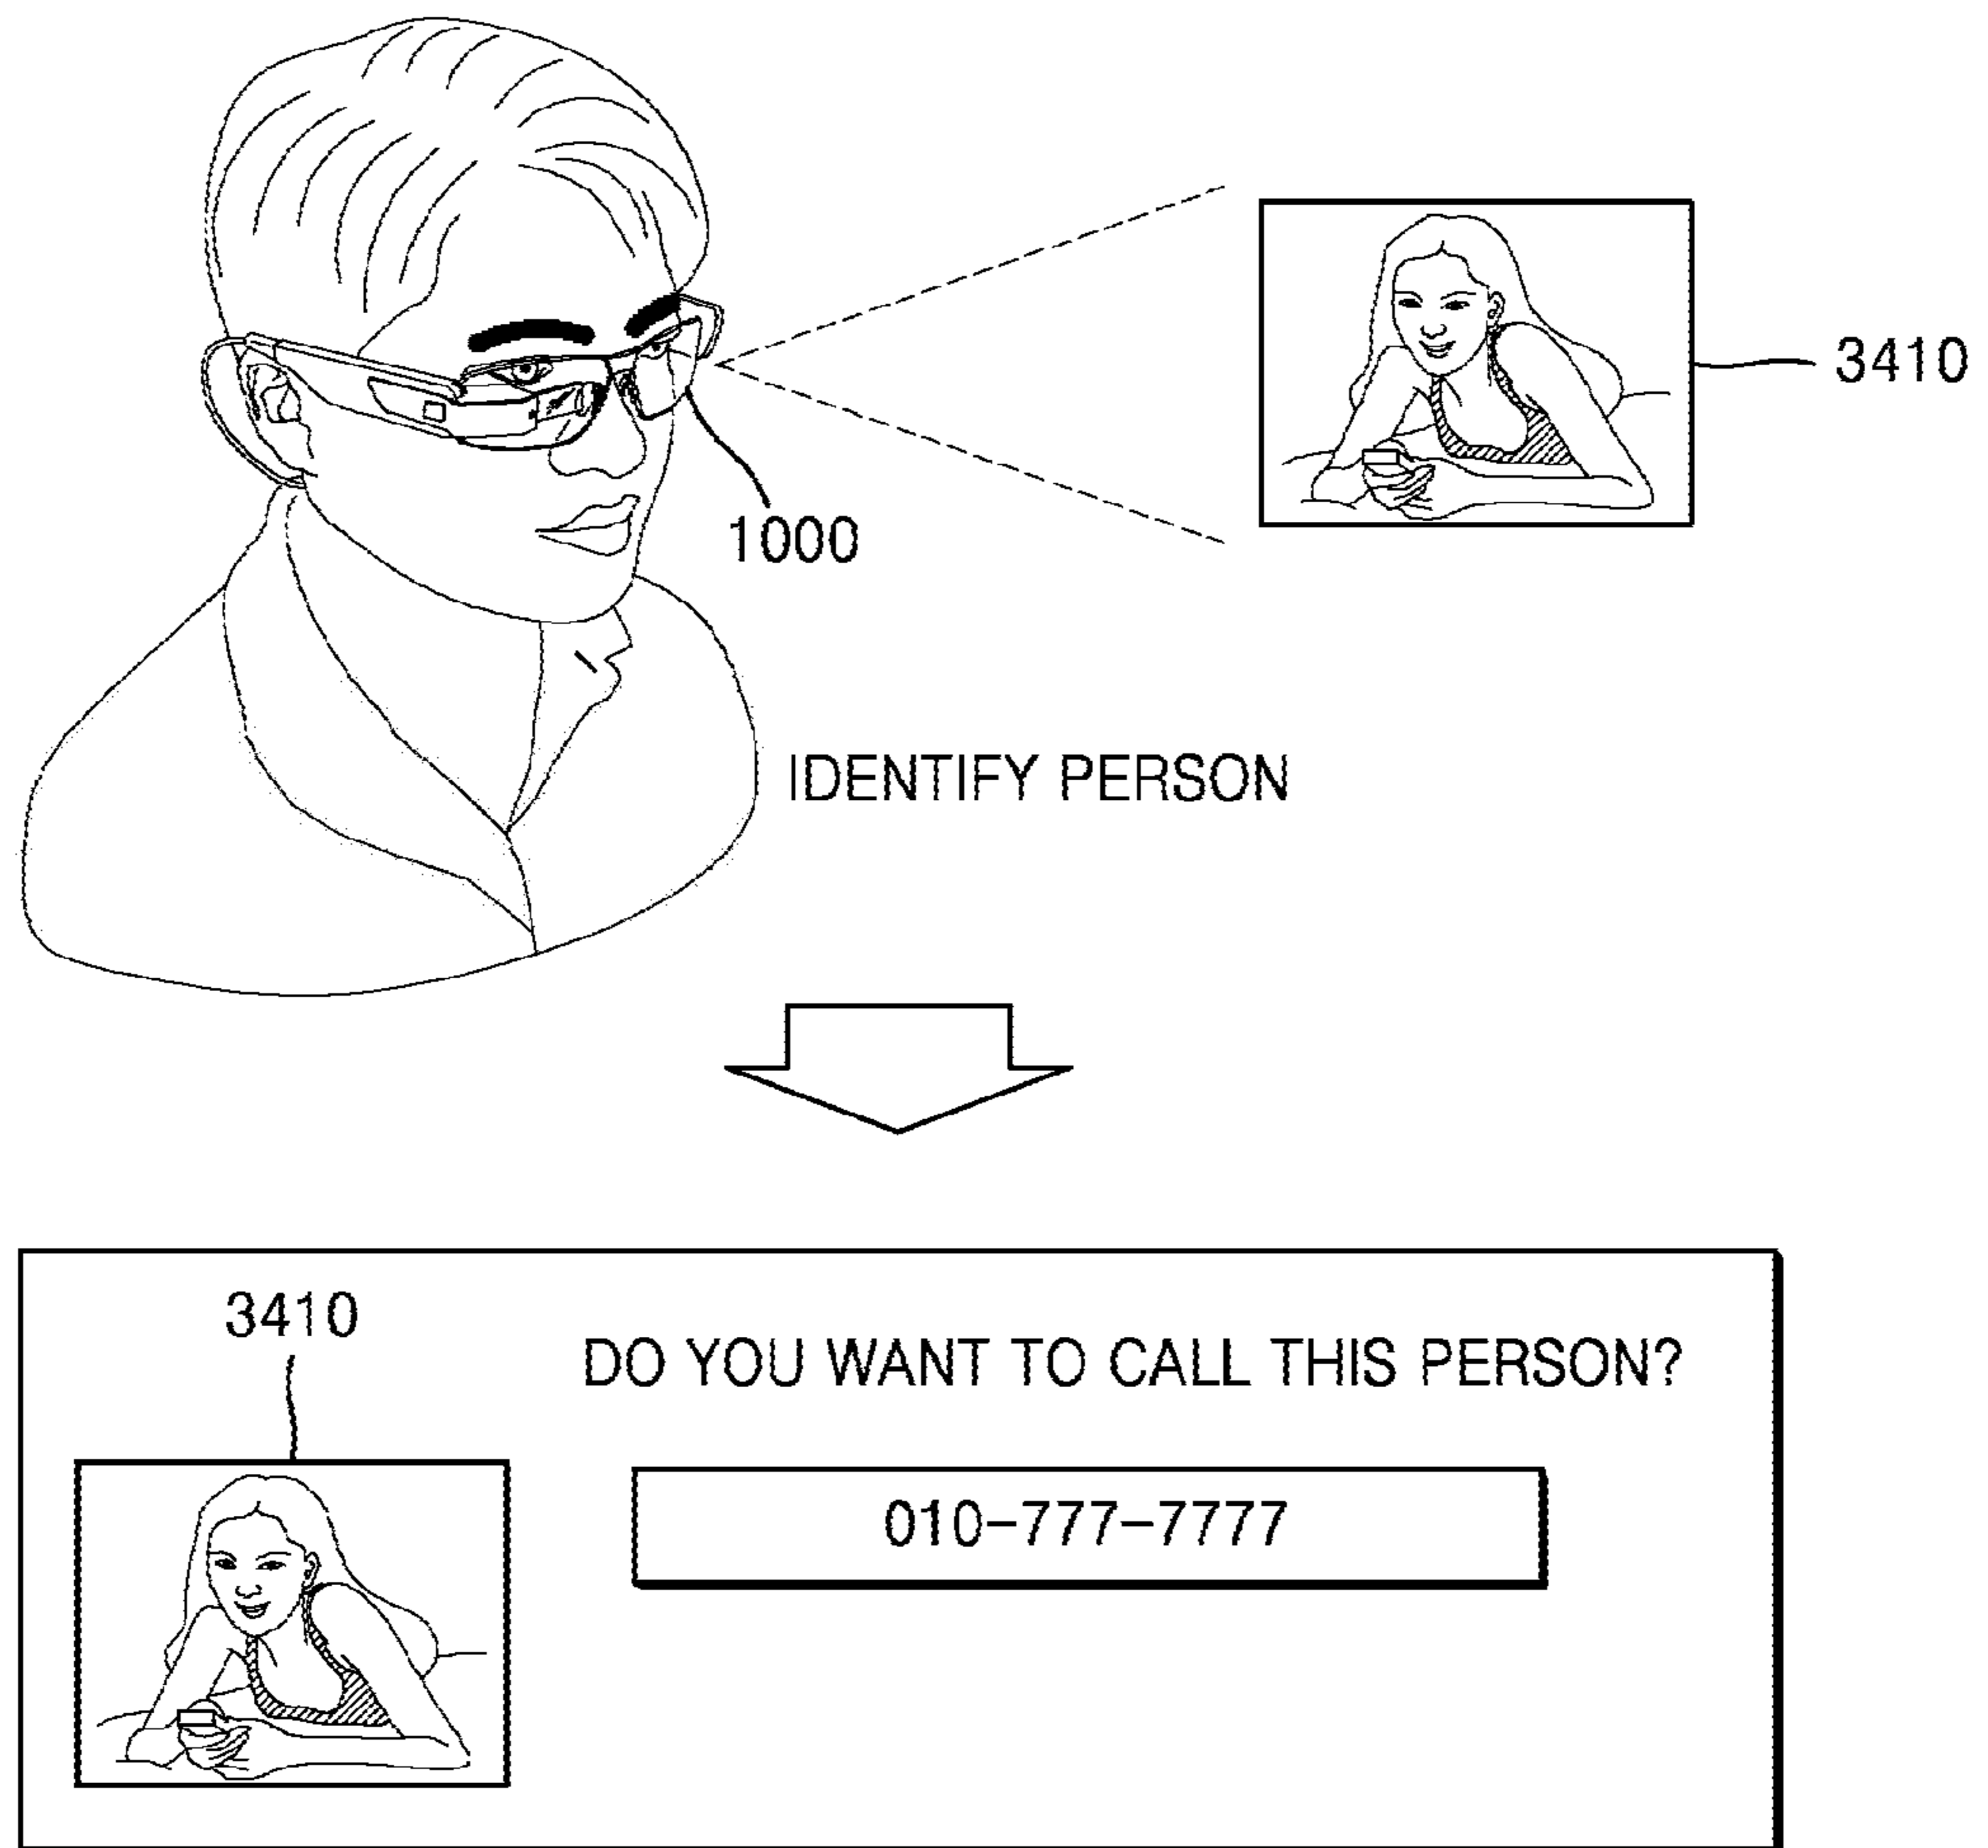 3410
1000
IDENTIFY PERSON
3410
DO YOU WANT TO CALL THIS PERSON?
010-777-7777